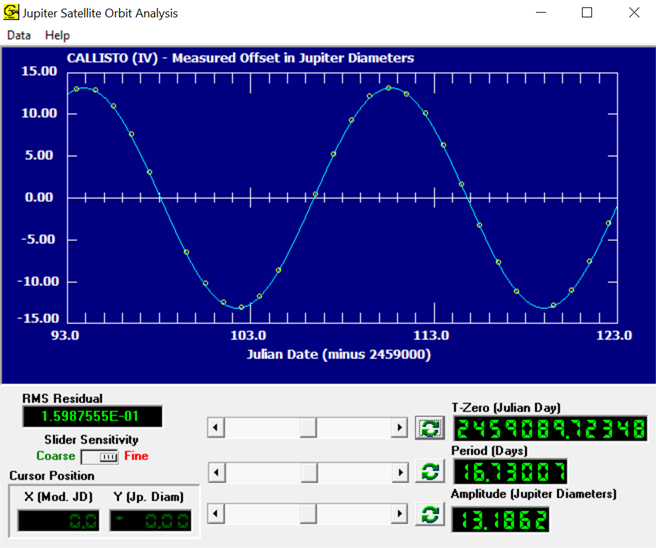 Jupiter Satellite Orbit Analysis
Data Help
CALLISTO (IV) - Measured Offset in Jupiter Diameters
15.00
10.00
5.00
0.00
-5.00
-10.00
-15.00
93.0 103.0 113.0 123.0
Julian Date (minus 2459000)
RMS Residual
1.5987555E-01
Slider Sensitivity
Coarse Fine
Cursor Position
X (Mod. JD) Y (Jp. Diam)
0.0 + 0.00
T-Zero (Julian Day)
2459089.72348
Period (Days)
16.73007
Amplitude (Jupiter Diameters)
13.1862